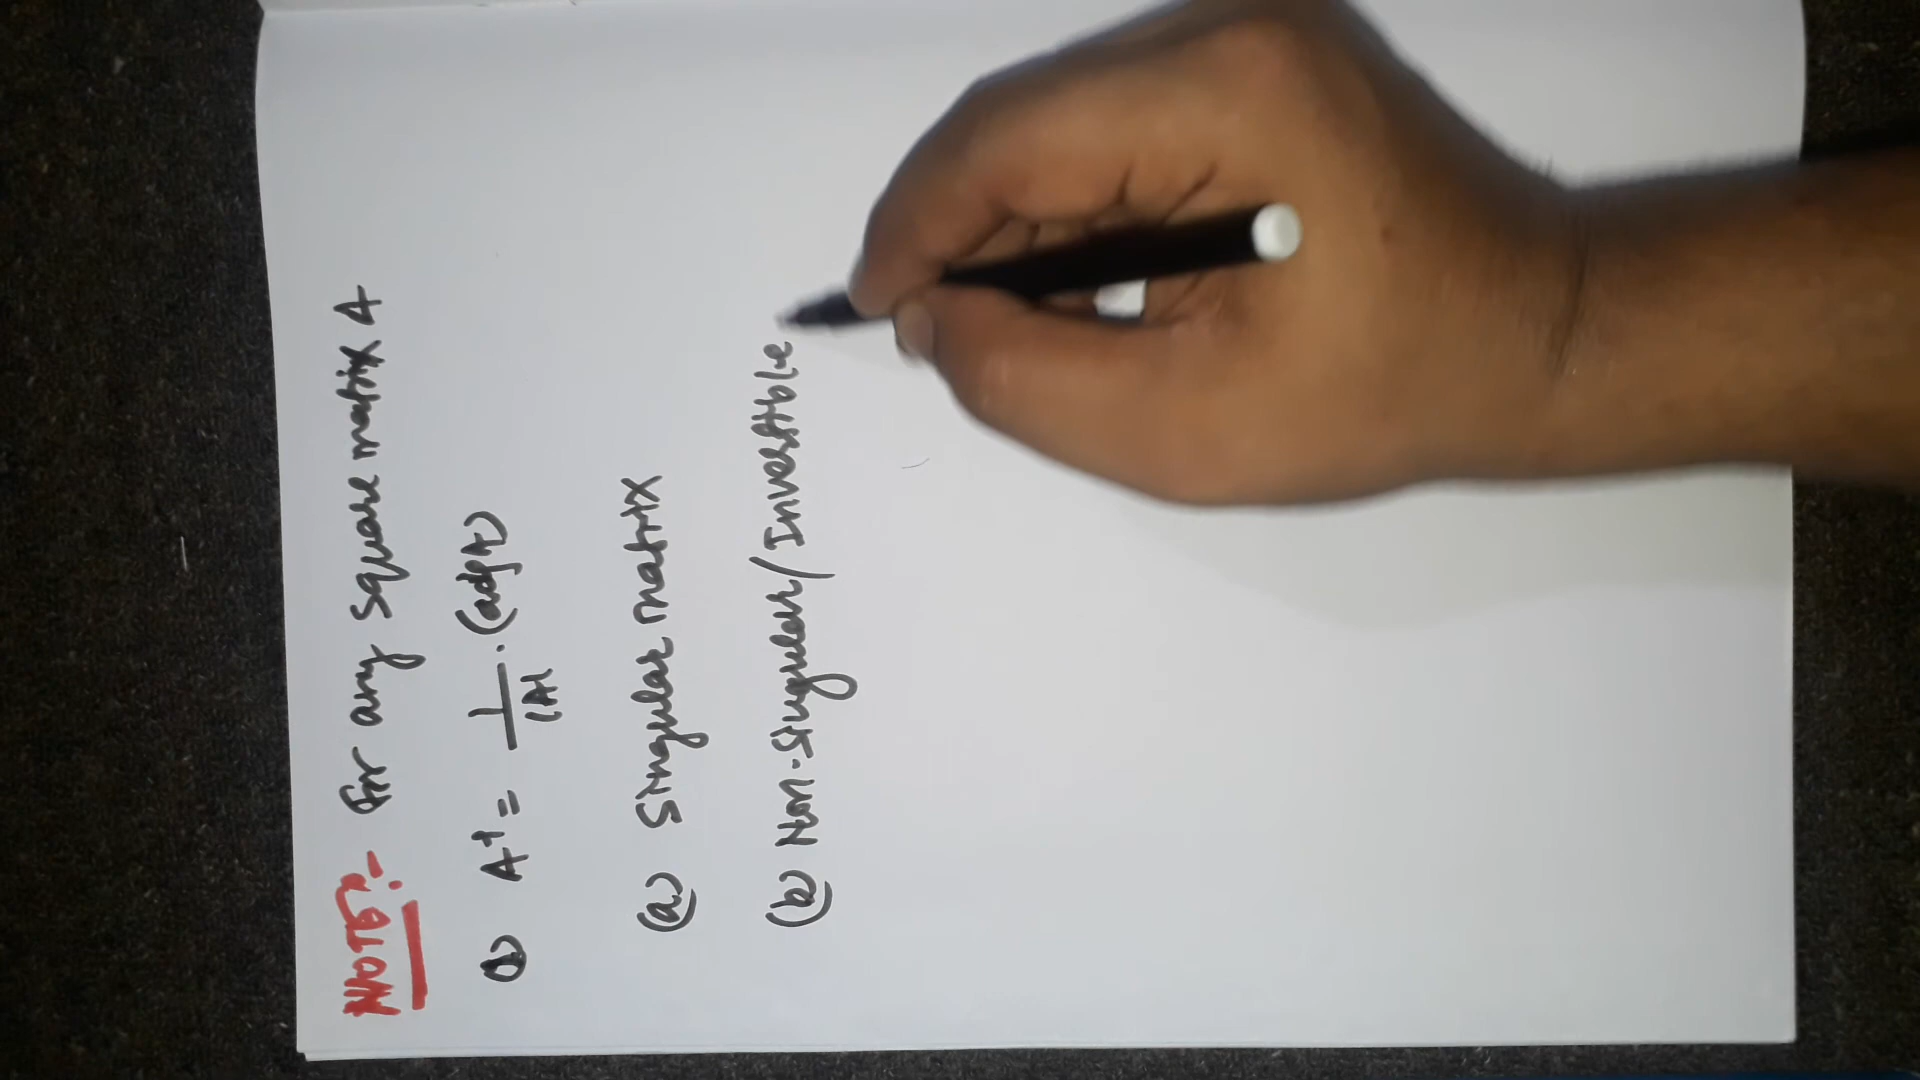 NOTE:- For any square matrix A
(1) A⁻¹ = 1/|A| . (adjA)
(a) Singular matrix
(b) Non-Singular/Invertible